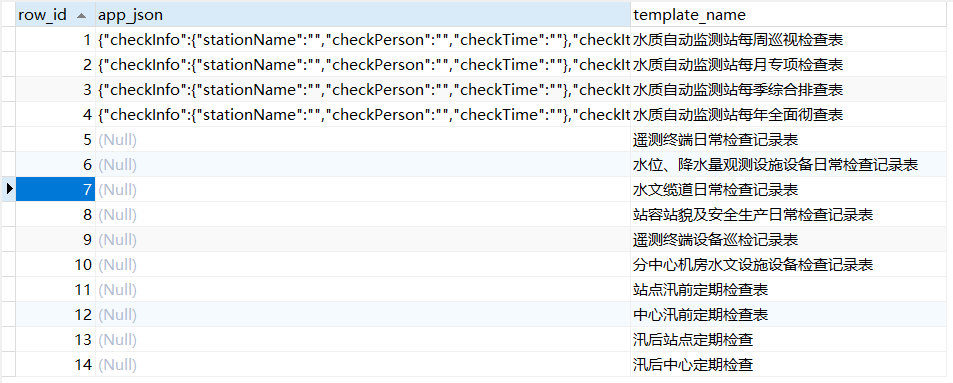 row_id app_json template_name
1 {"checkInfo":{"stationName":"","checkPerson":"","checkTime":""},"checkIt 水质自动监测站每周巡视检查表
2 {"checkInfo":{"stationName":"","checkPerson":"","checkTime":""},"checkIt 水质自动监测站每月专项检查表
3 {"checkInfo":{"stationName":"","checkPerson":"","checkTime":""},"checkIt 水质自动监测站每季综合排查表
4 {"checkInfo":{"stationName":"","checkPerson":"","checkTime":""},"checkIt 水质自动监测站每年全面彻查表
5 (Null) 遥测终端日常检查记录表
6 (Null) 水位、降水量观测设施设备日常检查记录表
7 (Null) 水文缆道日常检查记录表
8 (Null) 站容站貌及安全生产日常检查记录表
9 (Null) 遥测终端设备巡检记录表
10 (Null) 分中心机房水文设施设备检查记录表
11 (Null) 站点汛前定期检查表
12 (Null) 中心汛前定期检查表
13 (Null) 汛后站点定期检查
14 (Null) 汛后中心定期检查